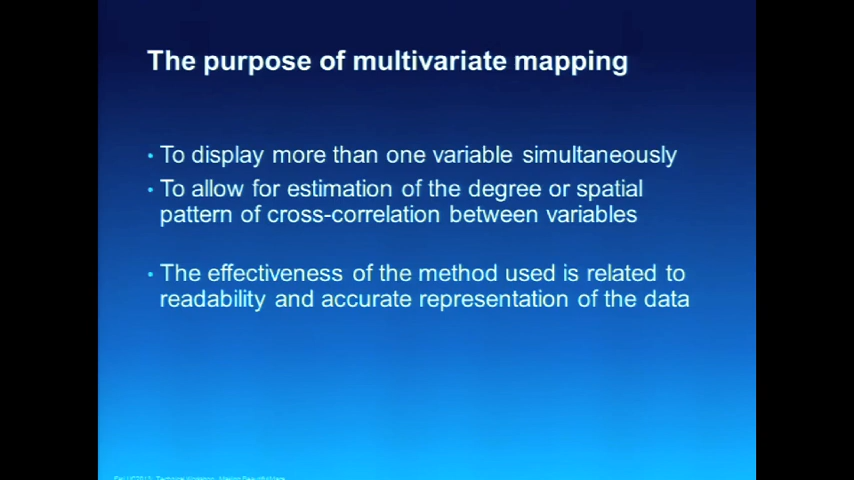 The purpose of multivariate mapping
• To display more than one variable simultaneously
• To allow for estimation of the degree or spatial
pattern of cross-correlation between variables
• The effectiveness of the method used is related to
readability and accurate representation of the data